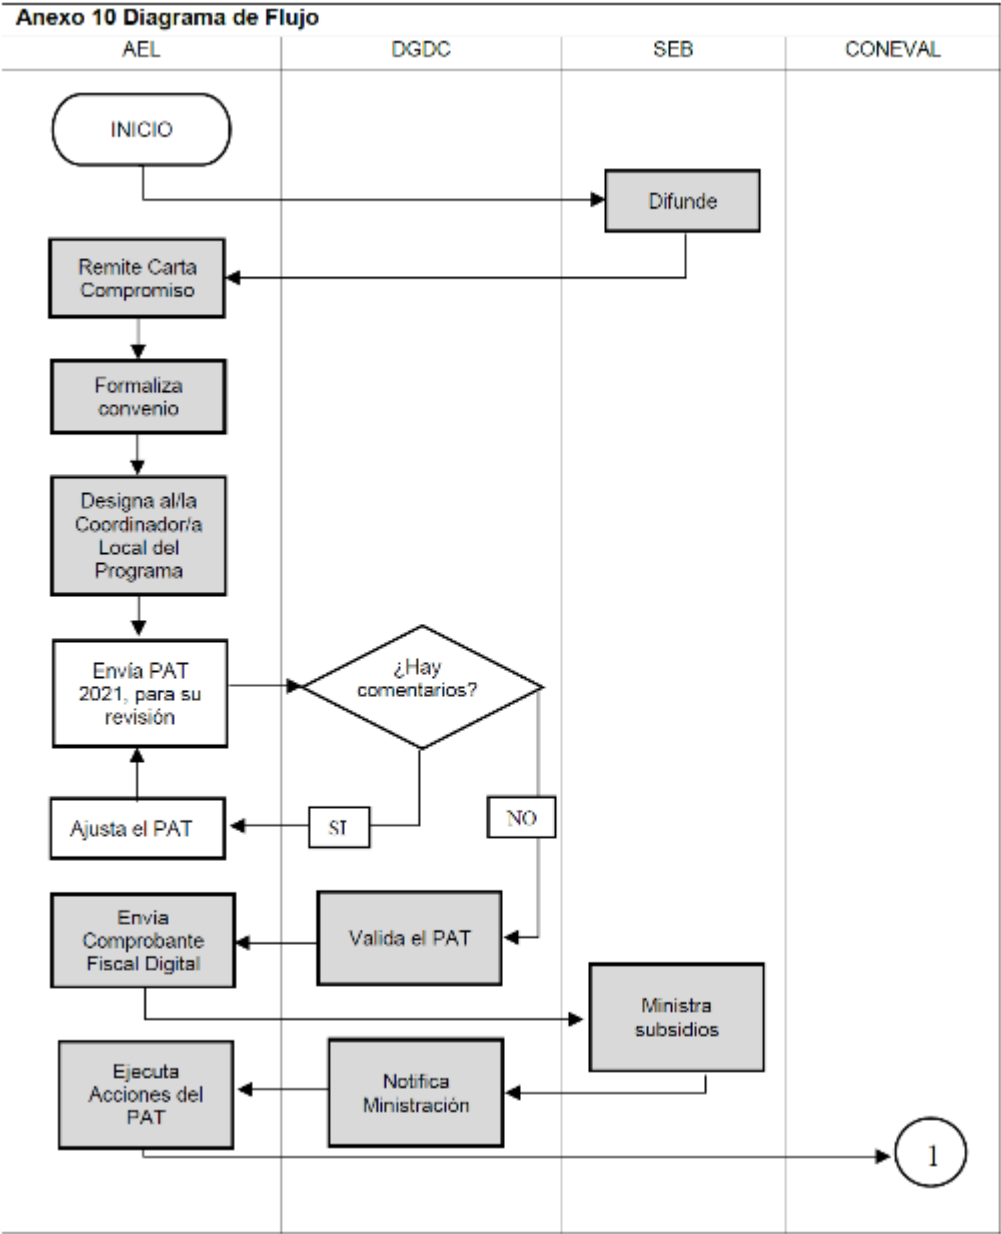 Anexo 10 Diagrama de Flujo
AEL
DGDC
SEB
CONEVAL
INICIO
Difunde
Remite Carta
Compromiso
Formaliza
convenio
Designa al/la
Coordinador/a
Local del
Programa
Envía PAT
2021, para su
revisión
¿Hay
comentarios?
Ajusta el PAT
SI
NO
Envia
Comprobante
Fiscal Digital
Valida el PAT
Ministra
subsidios
Ejecuta
Acciones del
PAT
Notifica
Ministración
1